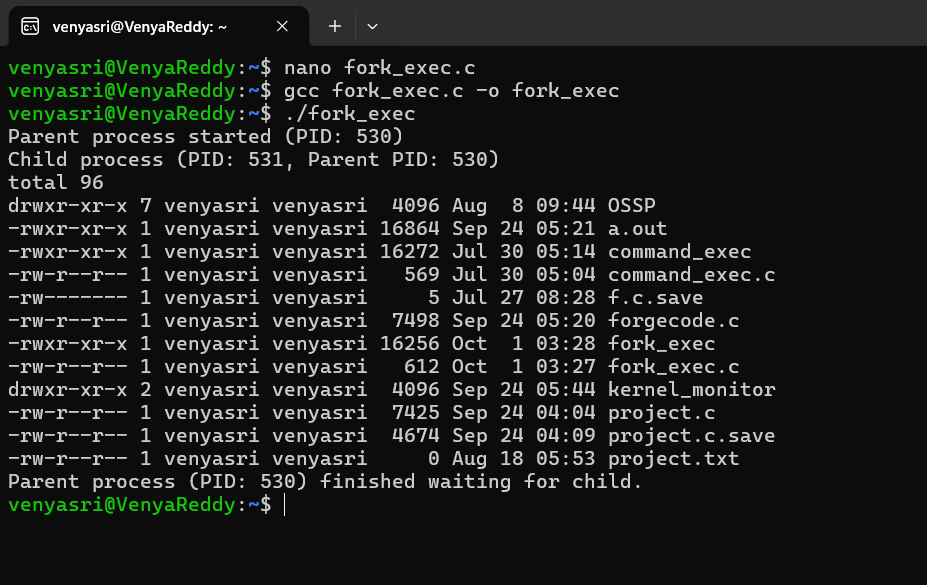 venyasri@VenyaReddy: ~
venyasri@VenyaReddy:~$ nano fork_exec.c
venyasri@VenyaReddy:~$ gcc fork_exec.c -o fork_exec
venyasri@VenyaReddy:~$ ./fork_exec
Parent process started (PID: 530)
Child process (PID: 531, Parent PID: 530)
total 96
drwxr-xr-x 7 venyasri venyasri  4096 Aug  8 09:44 OSSP
-rwxr-xr-x 1 venyasri venyasri 16864 Sep 24 05:21 a.out
-rwxr-xr-x 1 venyasri venyasri 16272 Jul 30 05:14 command_exec
-rw-r--r-- 1 venyasri venyasri   569 Jul 30 05:04 command_exec.c
-rw------- 1 venyasri venyasri     5 Jul 27 08:28 f.c.save
-rw-r--r-- 1 venyasri venyasri  7498 Sep 24 05:20 forgecode.c
-rwxr-xr-x 1 venyasri venyasri 16256 Oct  1 03:28 fork_exec
-rw-r--r-- 1 venyasri venyasri   612 Oct  1 03:27 fork_exec.c
drwxr-xr-x 2 venyasri venyasri  4096 Sep 24 05:44 kernel_monitor
-rw-r--r-- 1 venyasri venyasri  7425 Sep 24 04:04 project.c
-rw-r--r-- 1 venyasri venyasri  4674 Sep 24 04:09 project.c.save
-rw-r--r-- 1 venyasri venyasri     0 Aug 18 05:53 project.txt
Parent process (PID: 530) finished waiting for child.
venyasri@VenyaReddy:~$